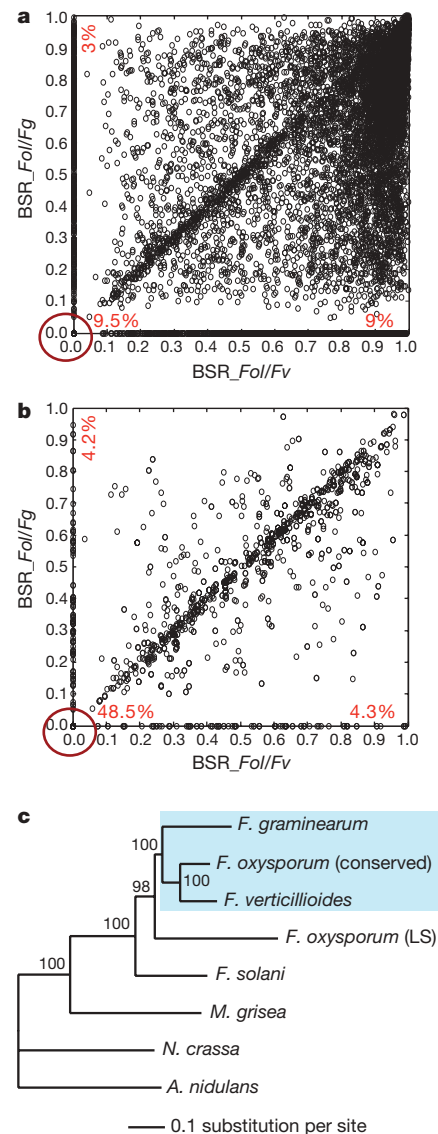 a
BSR_Fol/Fg
1.0
0.9
0.8
0.7
0.6
0.5
0.4
0.3
0.2
0.1
0.0
3%
9.5%
9%
0.0 0.1 0.2 0.3 0.4 0.5 0.6 0.7 0.8 0.9 1.0
BSR_Fol/Fv
b
BSR_Fol/Fg
1.0
0.9
0.8
0.7
0.6
0.5
0.4
0.3
0.2
0.1
0.0
4.2%
48.5%
4.3%
0.0 0.1 0.2 0.3 0.4 0.5 0.6 0.7 0.8 0.9 1.0
BSR_Fol/Fv
c
F. graminearum
100
F. oxysporum (conserved)
100
98
F. verticillioides
F. oxysporum (LS)
100
F. solani
100
M. grisea
N. crassa
A. nidulans
0.1 substitution per site